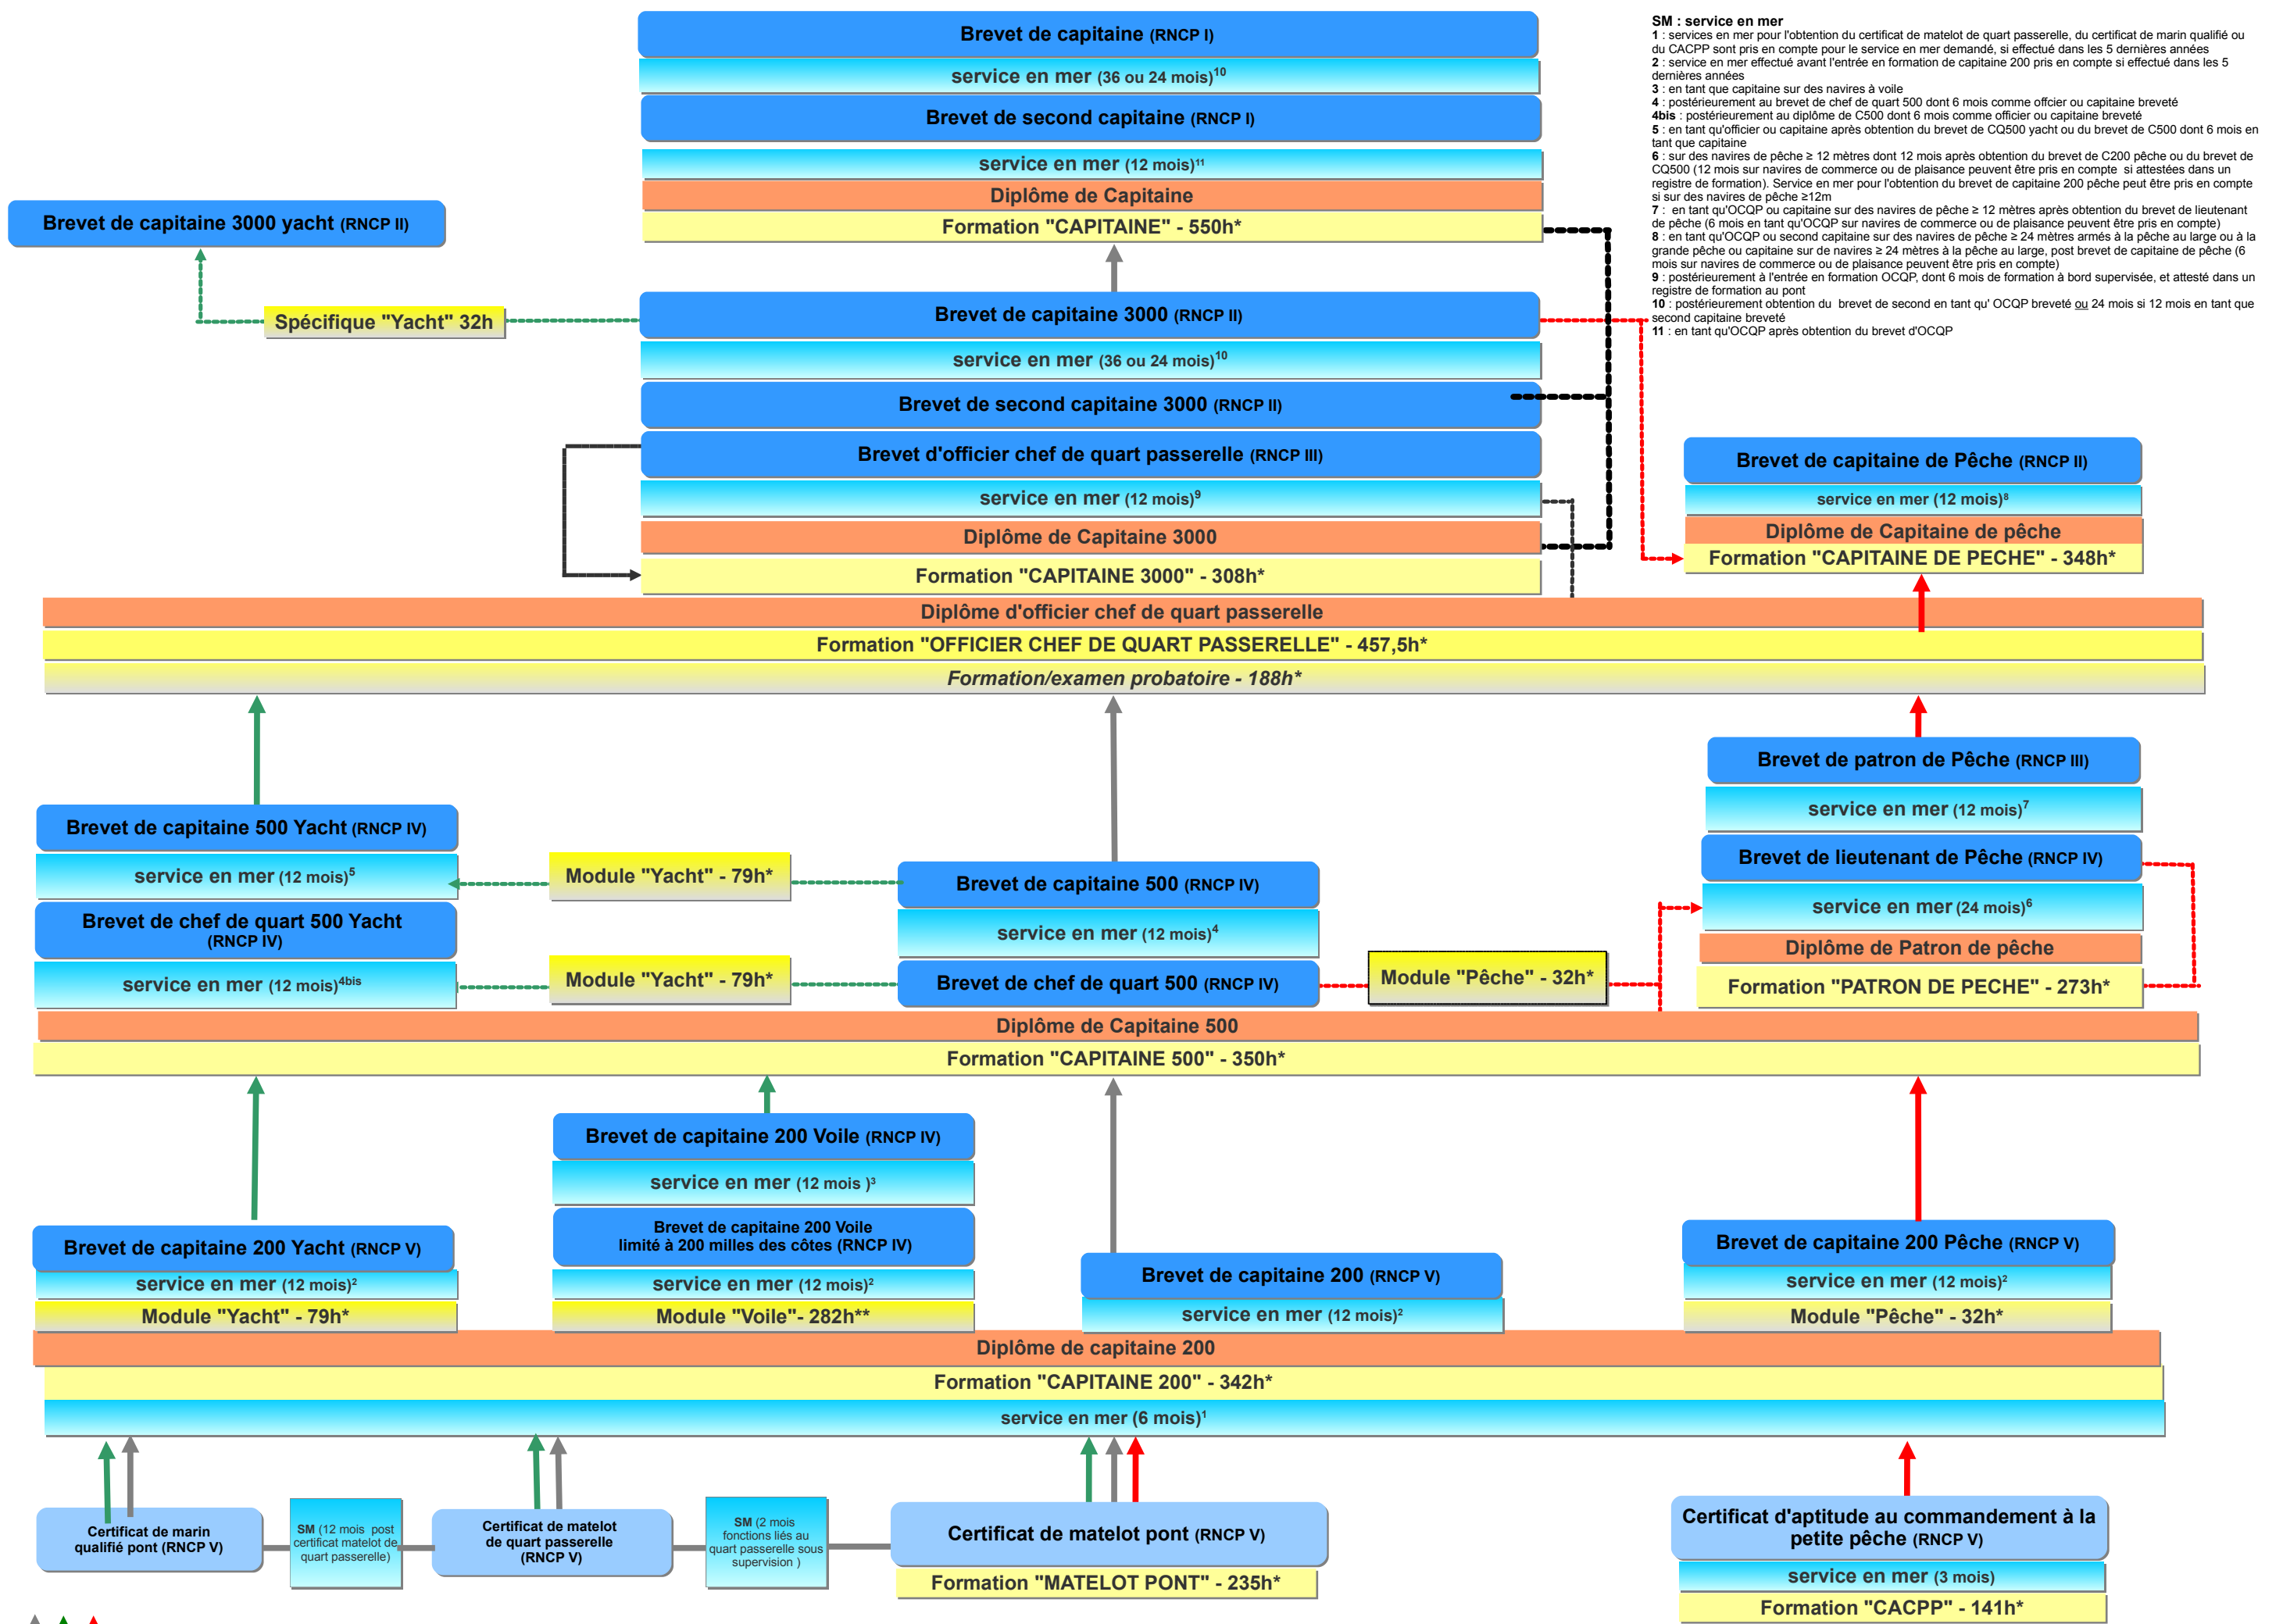 Brevet de capitaine (RNCP I)
service en mer (36 ou 24 mois)10
Brevet de second capitaine (RNCP I)
service en mer (12 mois)11
Diplôme de Capitaine
Formation "CAPITAINE" - 550h*
SM : service en mer
1 : services en mer pour l'obtention du certificat de matelot de quart passerelle, du certificat de marin qualifié ou
du CACPP sont pris en compte pour le service en mer demandé, si effectué dans les 5 dernières années
2 : service en mer effectué avant l'entrée en formation de capitaine 200 pris en compte si effectué dans les 5
dernières années
3 : en tant que capitaine sur des navires à voile
4 : postérieurement au brevet de chef de quart 500 dont 6 mois comme offcier ou capitaine breveté
4bis : postérieurement au diplôme de C500 dont 6 mois comme officier ou capitaine breveté
5 : en tant qu'officier ou capitaine après obtention du brevet de CQ500 yacht ou du brevet de C500 dont 6 mois en
tant que capitaine
6 : sur des navires de pêche ≥ 12 mètres dont 12 mois après obtention du brevet de C200 pêche ou du brevet de
CQ500 (12 mois sur navires de commerce ou de plaisance peuvent être pris en compte si attestées dans un
registre de formation). Service en mer pour l'obtention du brevet de capitaine 200 pêche peut être pris en compte
si sur des navires de pêche ≥12m
7 : en tant qu'OCQP ou capitaine sur des navires de pêche ≥ 12 mètres après obtention du brevet de lieutenant
de pêche (6 mois en tant qu'OCQP sur navires de commerce ou de plaisance peuvent être pris en compte)
8 : en tant qu'OCQP ou second capitaine sur des navires de pêche ≥ 24 mètres armés à la pêche au large ou à la
grande pêche ou capitaine sur de navires ≥ 24 mètres à la pêche au large, post brevet de capitaine de pêche (6
mois sur navires de commerce ou de plaisance peuvent être pris en compte)
9 : postérieurement à l'entrée en formation OCQP, dont 6 mois de formation à bord supervisée, et attesté dans un
registre de formation au pont
10 : postérieurement obtention du brevet de second en tant qu' OCQP breveté ou 24 mois si 12 mois en tant que
second capitaine breveté
11 : en tant qu'OCQP après obtention du brevet d'OCQP
Brevet de capitaine 3000 yacht (RNCP II)
Spécifique "Yacht" 32h
Brevet de capitaine 3000 (RNCP II)
service en mer (36 ou 24 mois)10
Brevet de second capitaine 3000 (RNCP II)
Brevet d'officier chef de quart passerelle (RNCP III)
service en mer (12 mois)9
Diplôme de Capitaine 3000
Formation "CAPITAINE 3000" - 308h*
Brevet de capitaine de Pêche (RNCP II)
service en mer (12 mois)8
Diplôme de Capitaine de pêche
Formation "CAPITAINE DE PECHE" - 348h*
Diplôme d'officier chef de quart passerelle
Formation "OFFICIER CHEF DE QUART PASSERELLE" - 457,5h*
Formation/examen probatoire - 188h*
Brevet de capitaine 500 Yacht (RNCP IV)
service en mer (12 mois)5
Brevet de chef de quart 500 Yacht
(RNCP IV)
service en mer (12 mois)4bis
Module "Yacht" - 79h*
Module "Yacht" - 79h*
Brevet de capitaine 500 (RNCP IV)
service en mer (12 mois)4
Brevet de chef de quart 500 (RNCP IV)
Module "Pêche" - 32h*
Brevet de patron de Pêche (RNCP III)
service en mer (12 mois)7
Brevet de lieutenant de Pêche (RNCP IV)
service en mer (24 mois)6
Diplôme de Patron de pêche
Formation "PATRON DE PECHE" - 273h*
Diplôme de Capitaine 500
Formation "CAPITAINE 500" - 350h*
Brevet de capitaine 200 Yacht (RNCP V)
service en mer (12 mois)2
Module "Yacht" - 79h*
Brevet de capitaine 200 Voile (RNCP IV)
service en mer (12 mois )3
Brevet de capitaine 200 Voile
limité à 200 milles des côtes (RNCP IV)
service en mer (12 mois)2
Module "Voile"- 282h**
Brevet de capitaine 200 (RNCP V)
service en mer (12 mois)2
Brevet de capitaine 200 Pêche (RNCP V)
service en mer (12 mois)2
Module "Pêche" - 32h*
Diplôme de capitaine 200
Formation "CAPITAINE 200" - 342h*
service en mer (6 mois)1
Certificat de marin
qualifié pont (RNCP V)
SM (12 mois post
certificat matelot de
quart passerelle)
Certificat de matelot
de quart passerelle
(RNCP V)
SM (2 mois
fonctions liés au
quart passerelle sous
supervision )
Certificat de matelot pont (RNCP V)
Formation "MATELOT PONT" - 235h*
Certificat d'aptitude au commandement à la
petite pêche (RNCP V)
service en mer (3 mois)
Formation "CACPP" - 141h*